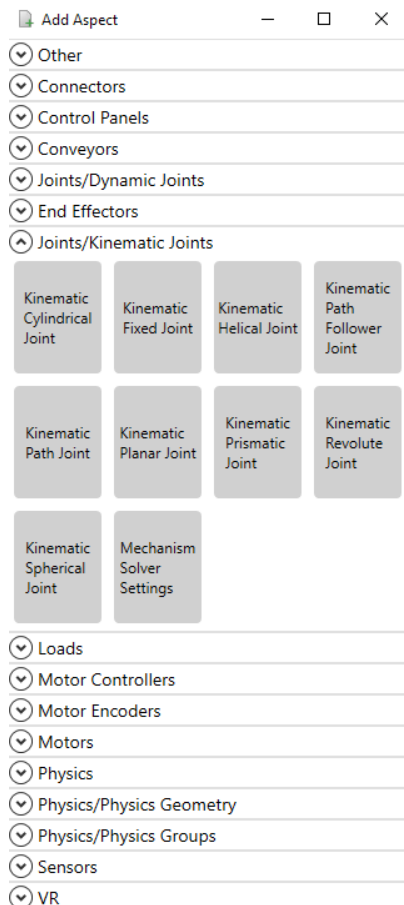 Add Aspect
Other
Connectors
Control Panels
Conveyors
Joints/Dynamic Joints
End Effectors
Joints/Kinematic Joints
Kinematic
Cylindrical
Joint
Kinematic
Fixed Joint
Kinematic
Helical Joint
Kinematic
Path
Follower
Joint
Kinematic
Path Joint
Kinematic
Planar Joint
Kinematic
Prismatic
Joint
Kinematic
Revolute
Joint
Kinematic
Spherical
Joint
Mechanism
Solver
Settings
Loads
Motor Controllers
Motor Encoders
Motors
Physics
Physics/Physics Geometry
Physics/Physics Groups
Sensors
VR